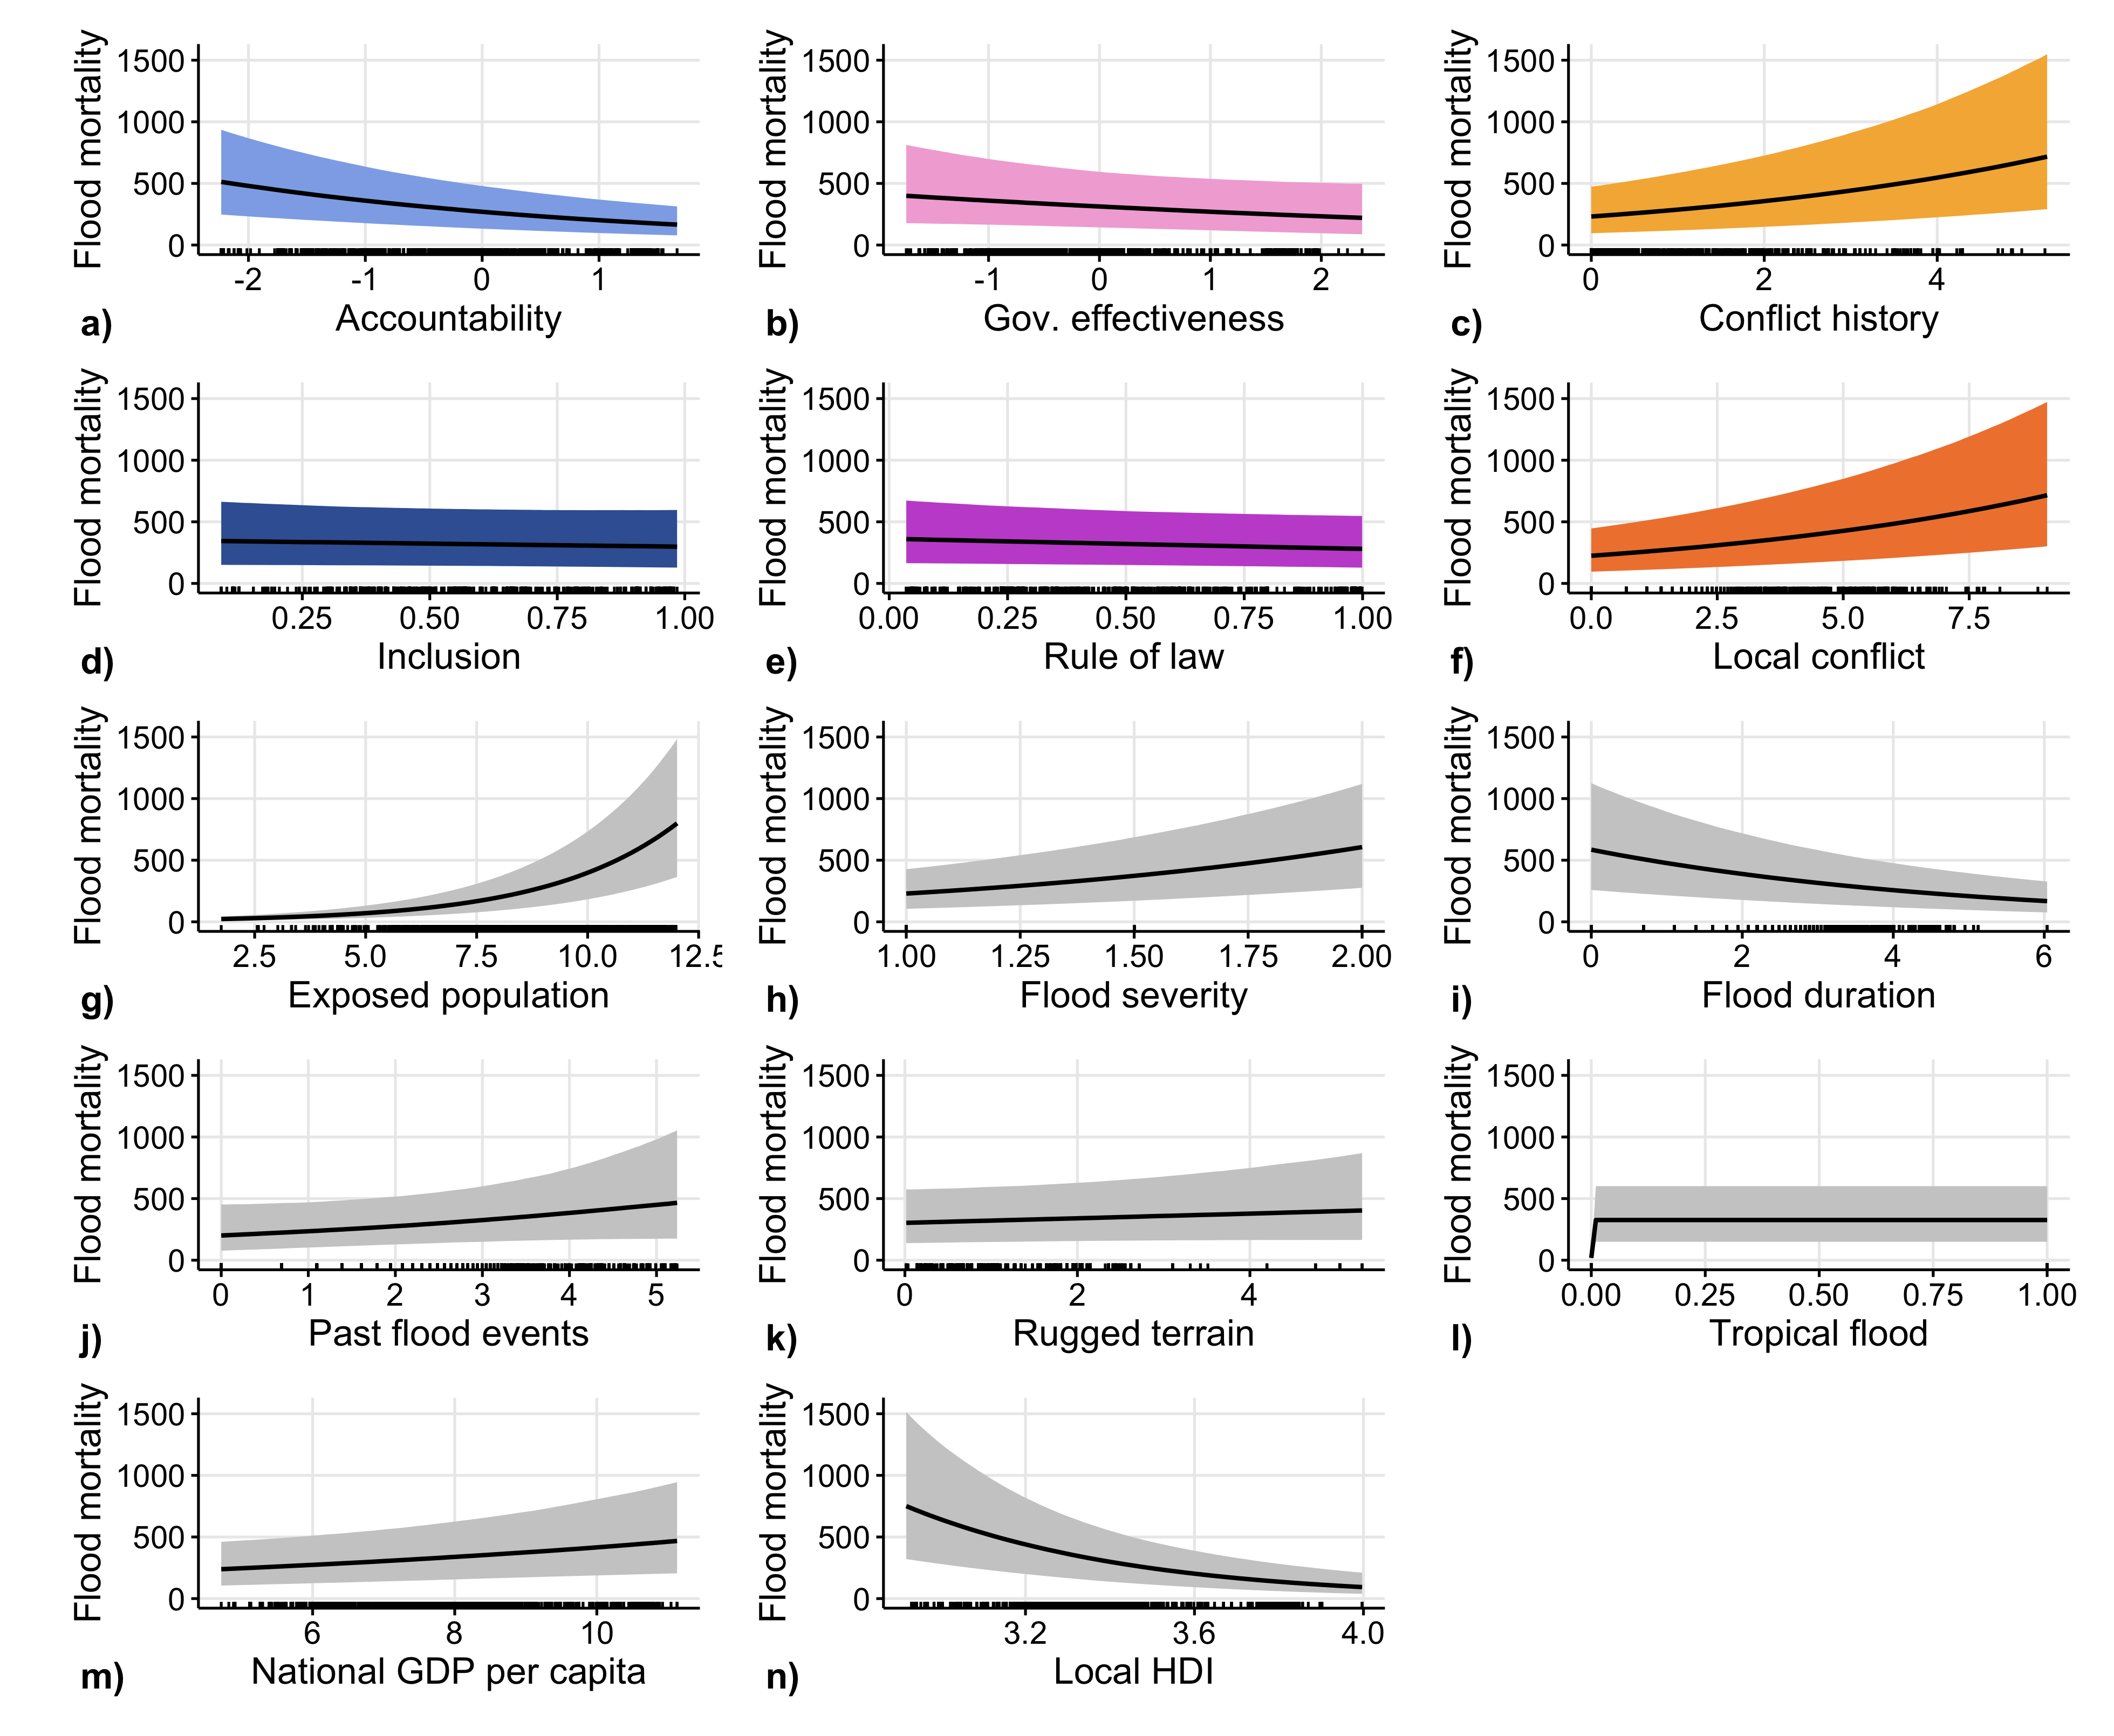 Flood mortality
1500
1000
500
0
-2 -1 0 1
Accountability
a)
Flood mortality
1500
1000
500
0
-1 0 1 2
Gov. effectiveness
b)
Flood mortality
1500
1000
500
0
0 2 4
Conflict history
c)
Flood mortality
1500
1000
500
0
0.25 0.50 0.75 1.00
Inclusion
d)
Flood mortality
1500
1000
500
0
0.00 0.25 0.50 0.75 1.00
Rule of law
e)
Flood mortality
1500
1000
500
0
0.0 2.5 5.0 7.5
Local conflict
f)
Flood mortality
1500
1000
500
0
2.5 5.0 7.5 10.0 12.5
Exposed population
g)
Flood mortality
1500
1000
500
0
1.00 1.25 1.50 1.75 2.00
Flood severity
h)
Flood mortality
1500
1000
500
0
0 2 4 6
Flood duration
i)
Flood mortality
1500
1000
500
0
0 1 2 3 4 5
Past flood events
j)
Flood mortality
1500
1000
500
0
0 2 4
Rugged terrain
k)
Flood mortality
1500
1000
500
0
0.00 0.25 0.50 0.75 1.00
Tropical flood
l)
Flood mortality
1500
1000
500
0
6 8 10
National GDP per capita
m)
Flood mortality
1500
1000
500
0
3.2 3.6 4.0
Local HDI
n)